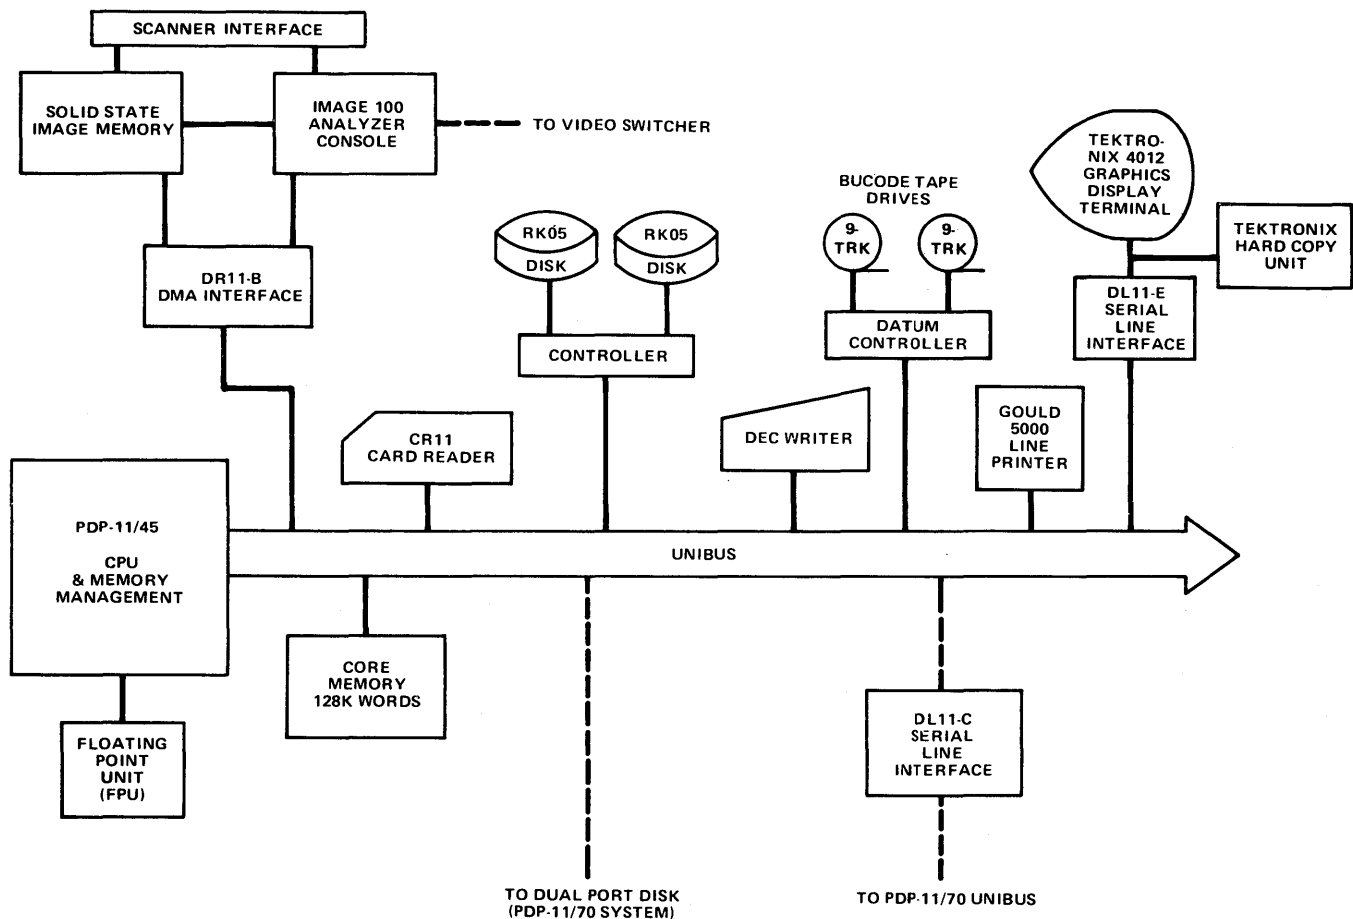 SCANNER INTERFACE
SOLID STATE
IMAGE MEMORY
IMAGE 100
ANALYZER
CONSOLE
TO VIDEO SWITCHER
DR11-B
DMA INTERFACE
RK05
DISK
RK05
DISK
CONTROLLER
BUCODE TAPE
DRIVES
9-
TRK
9-
TRK
DATUM
CONTROLLER
TEKTRO-
NIX 4012
GRAPHICS
DISPLAY
TERMINAL
TEKTRONIX
HARD COPY
UNIT
DL11-E
SERIAL
LINE
INTERFACE
CR11
CARD READER
DEC WRITER
GOULD
5000
LINE
PRINTER
PDP-11/45
CPU
& MEMORY
MANAGEMENT
UNIBUS
FLOATING
POINT
UNIT
(FPU)
CORE
MEMORY
128K WORDS
DL11-C
SERIAL
LINE
INTERFACE
TO DUAL PORT DISK
(PDP-11/70 SYSTEM)
TO PDP-11/70 UNIBUS